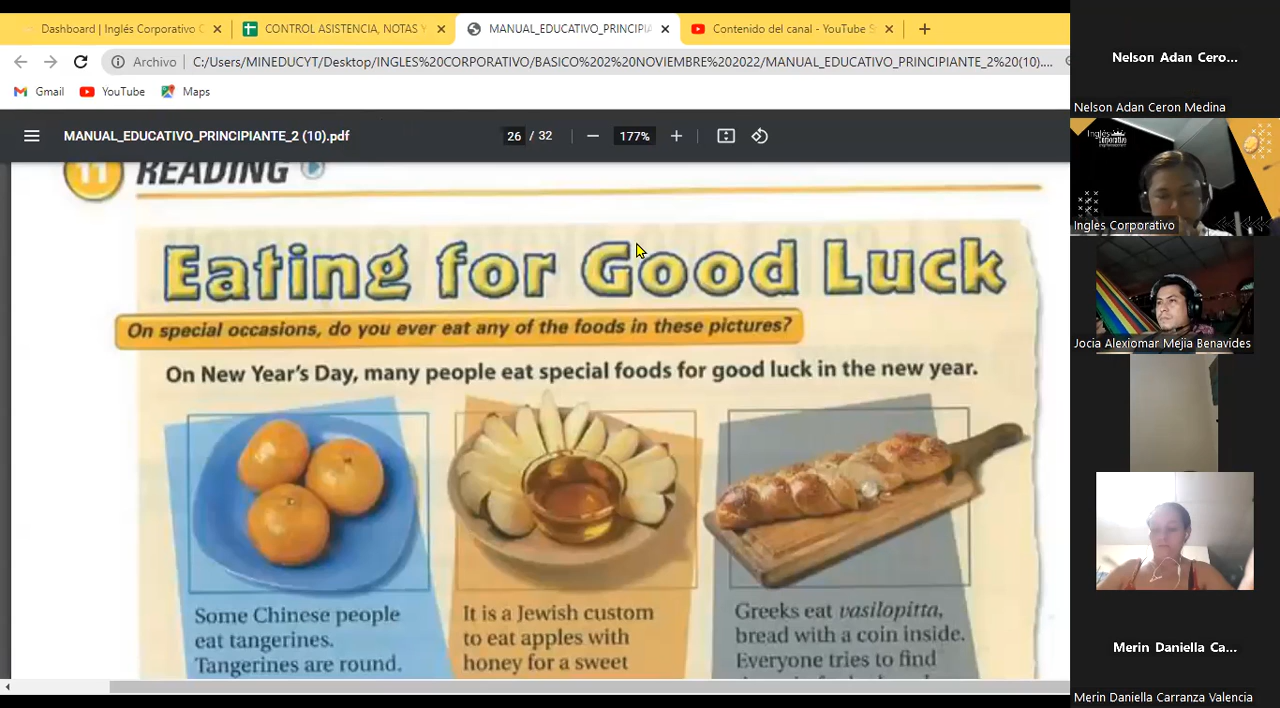 Dashboard | Inglés Corporativo
CONTROL ASISTENCIA, NOTAS Y
MANUAL_EDUCATIVO_PRINCIPIA
Contenido del canal - YouTube S
Archivo
C:/Users/MINEDUCYT/Desktop/INGLES%20CORPORATIVO/BASICO%202%20NOVIEMBRE%202022/MANUAL_EDUCATIVO_PRINCIPIANTE_2%20(10)....
Gmail
YouTube
Maps
MANUAL_EDUCATIVO_PRINCIPIANTE_2 (10).pdf
26 / 32
177%
11 READING
Eating for Good Luck
On special occasions, do you ever eat any of the foods in these pictures?
On New Year's Day, many people eat special foods for good luck in the new year.
Some Chinese people
eat tangerines.
Tangerines are round.
It is a Jewish custom
to eat apples with
honey for a sweet
Greeks eat vasilopitta,
bread with a coin inside.
Everyone tries to find
Nelson Adan Cero...
Nelson Adan Ceron Medina
Inglés
Corporativo
Ingles Corporativo
Jocia Alexiomar Mejia Benavides
Merin Daniella Ca...
Merin Daniella Carranza Valencia